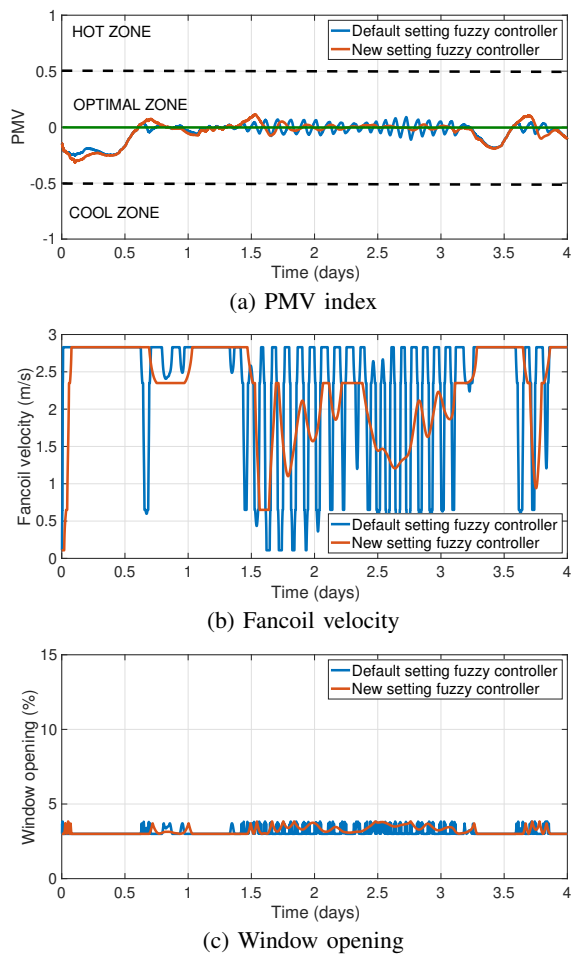 1
HOT ZONE
Default setting fuzzy controller
New setting fuzzy controller
0.5
OPTIMAL ZONE
0
PMV
-0.5
COOL ZONE
-1
0 0.5 1 1.5 2 2.5 3 3.5 4
Time (days)
(a) PMV index
3
2.5
2
1.5
1
0.5
0
Fancoil velocity (m/s)
Default setting fuzzy controller
New setting fuzzy controller
0 0.5 1 1.5 2 2.5 3 3.5 4
Time (days)
(b) Fancoil velocity
15
Default setting fuzzy controller
New setting fuzzy controller
10
5
0
Window opening (%)
0 0.5 1 1.5 2 2.5 3 3.5 4
Time (days)
(c) Window opening